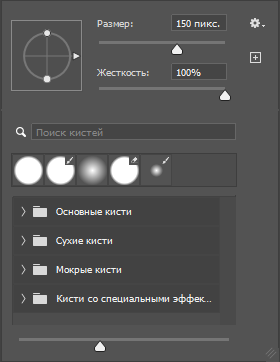 Размер:
150 пикс.
Жесткость:
100%
Поиск кистей
Основные кисти
Сухие кисти
Мокрые кисти
Кисти со специальными эффек...